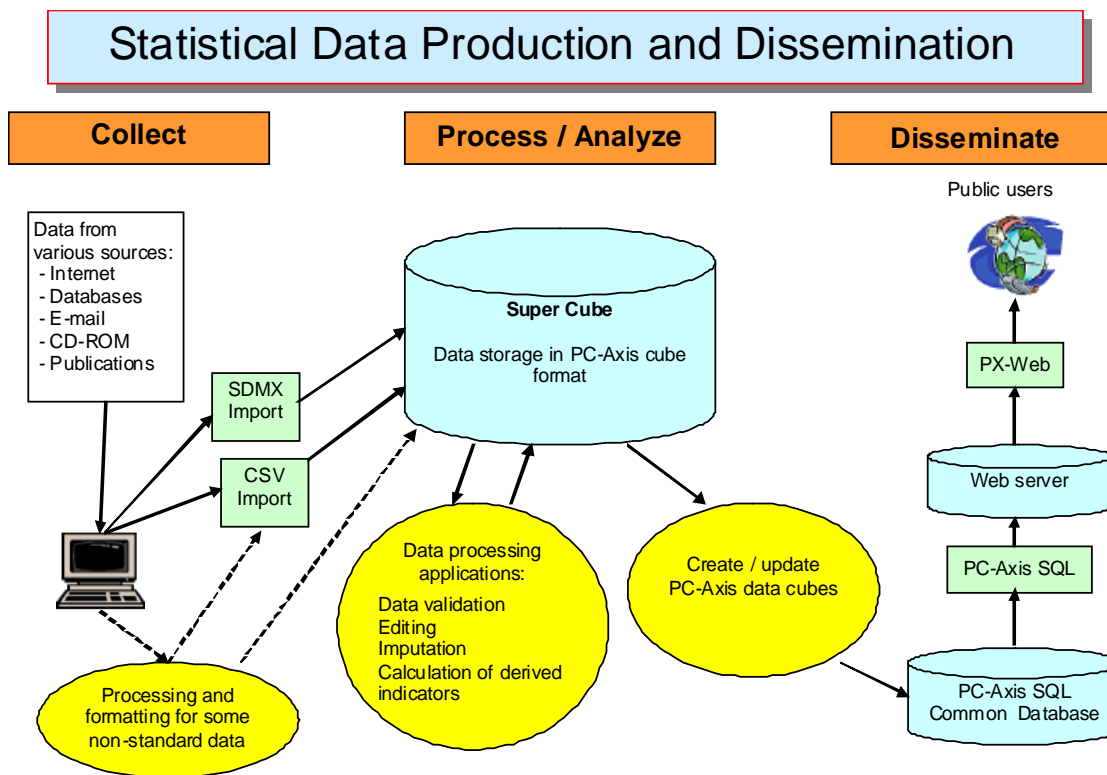 Statistical Data Production and Dissemination
Collect
Process / Analyze
Disseminate
Public users
Data from
various sources:
- Internet
- Databases
- E-mail
- CD-ROM
- Publications
Super Cube
Data storage in PC-Axis cube
format
PX-Web
SDMX
Import
CSV
Import
Web server
Data processing
applications:
Data validation
Editing
Imputation
Calculation of derived
indicators
Create / update
PC-Axis data cubes
PC-Axis SQL
Processing and
formatting for some
non-standard data
PC-Axis SQL
Common Database